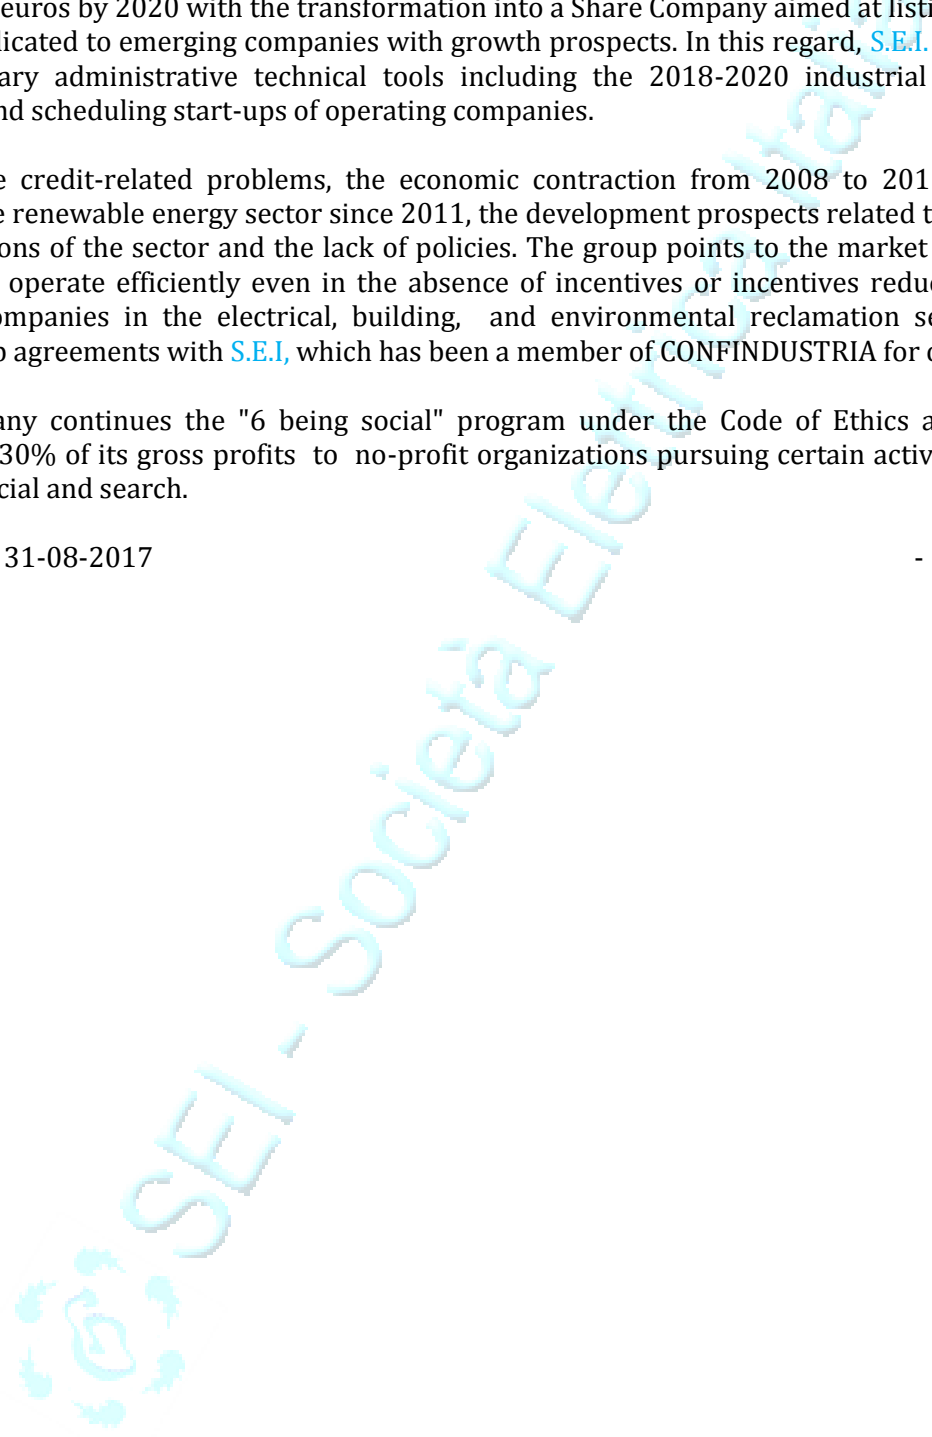 euros by 2020 with the transformation into a Share Company aimed at listi
licated to emerging companies with growth prospects. In this regard, S.E.I.
ary administrative technical tools including the 2018-2020 industrial
nd scheduling start-ups of operating companies.
e credit-related problems, the economic contraction from 2008 to 201
e renewable energy sector since 2011, the development prospects related t
ons of the sector and the lack of policies. The group points to the market
operate efficiently even in the absence of incentives or incentives reduc
ompanies in the electrical, building, and environmental reclamation se
p agreements with S.E.I, which has been a member of CONFINDUSTRIA for o
any continues the "6 being social" program under the Code of Ethics a
30% of its gross profits to no-profit organizations pursuing certain activ
cial and search.
31-08-2017 -
SEI - Società Elettrica Italia